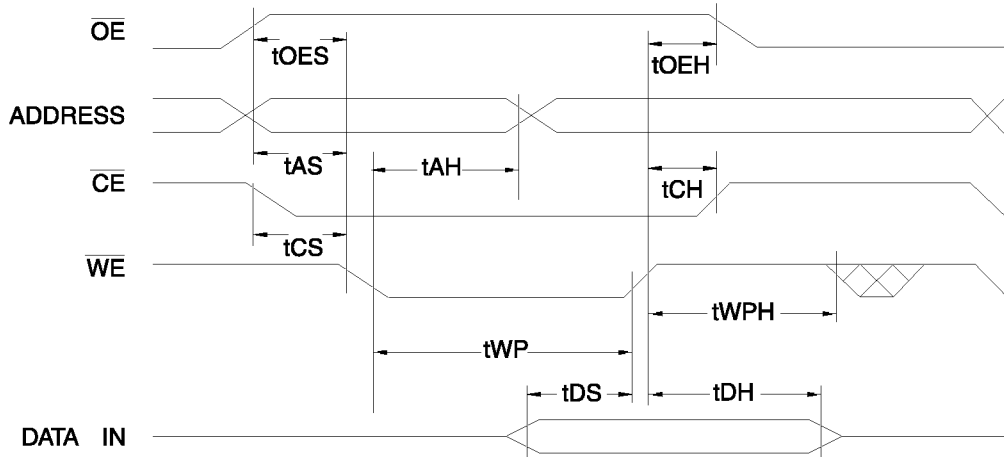 OE
tOES
tOEH
ADDRESS
tAS
tAH
tCH
CE
tCS
WE
tWPH
tWP
tDS
tDH
DATA IN